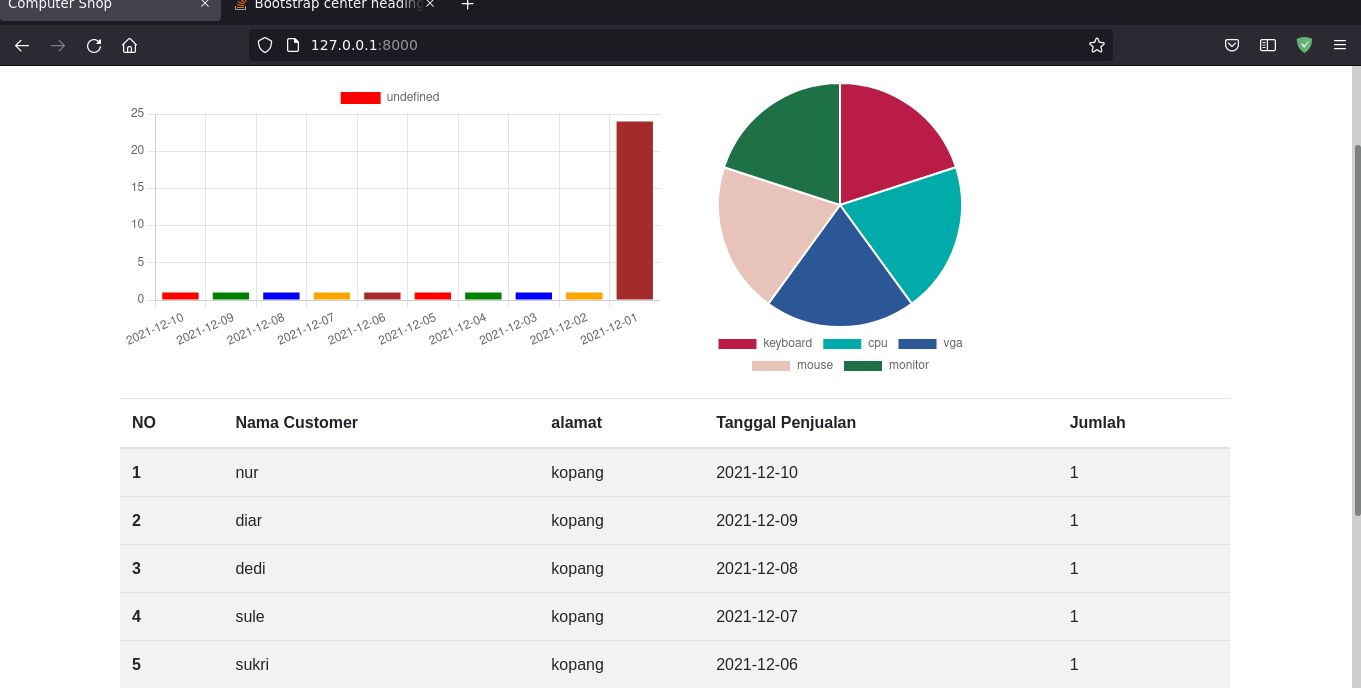 Computer Shop
Bootstrap center heading
127.0.0.1:8000
undefined
25
20
15
10
5
0
2021-12-10 2021-12-09 2021-12-08 2021-12-07 2021-12-06 2021-12-05 2021-12-04 2021-12-03 2021-12-02 2021-12-01
keyboard cpu vga
mouse monitor
NO Nama Customer alamat Tanggal Penjualan Jumlah
1 nur kopang 2021-12-10 1
2 diar kopang 2021-12-09 1
3 dedi kopang 2021-12-08 1
4 sule kopang 2021-12-07 1
5 sukri kopang 2021-12-06 1